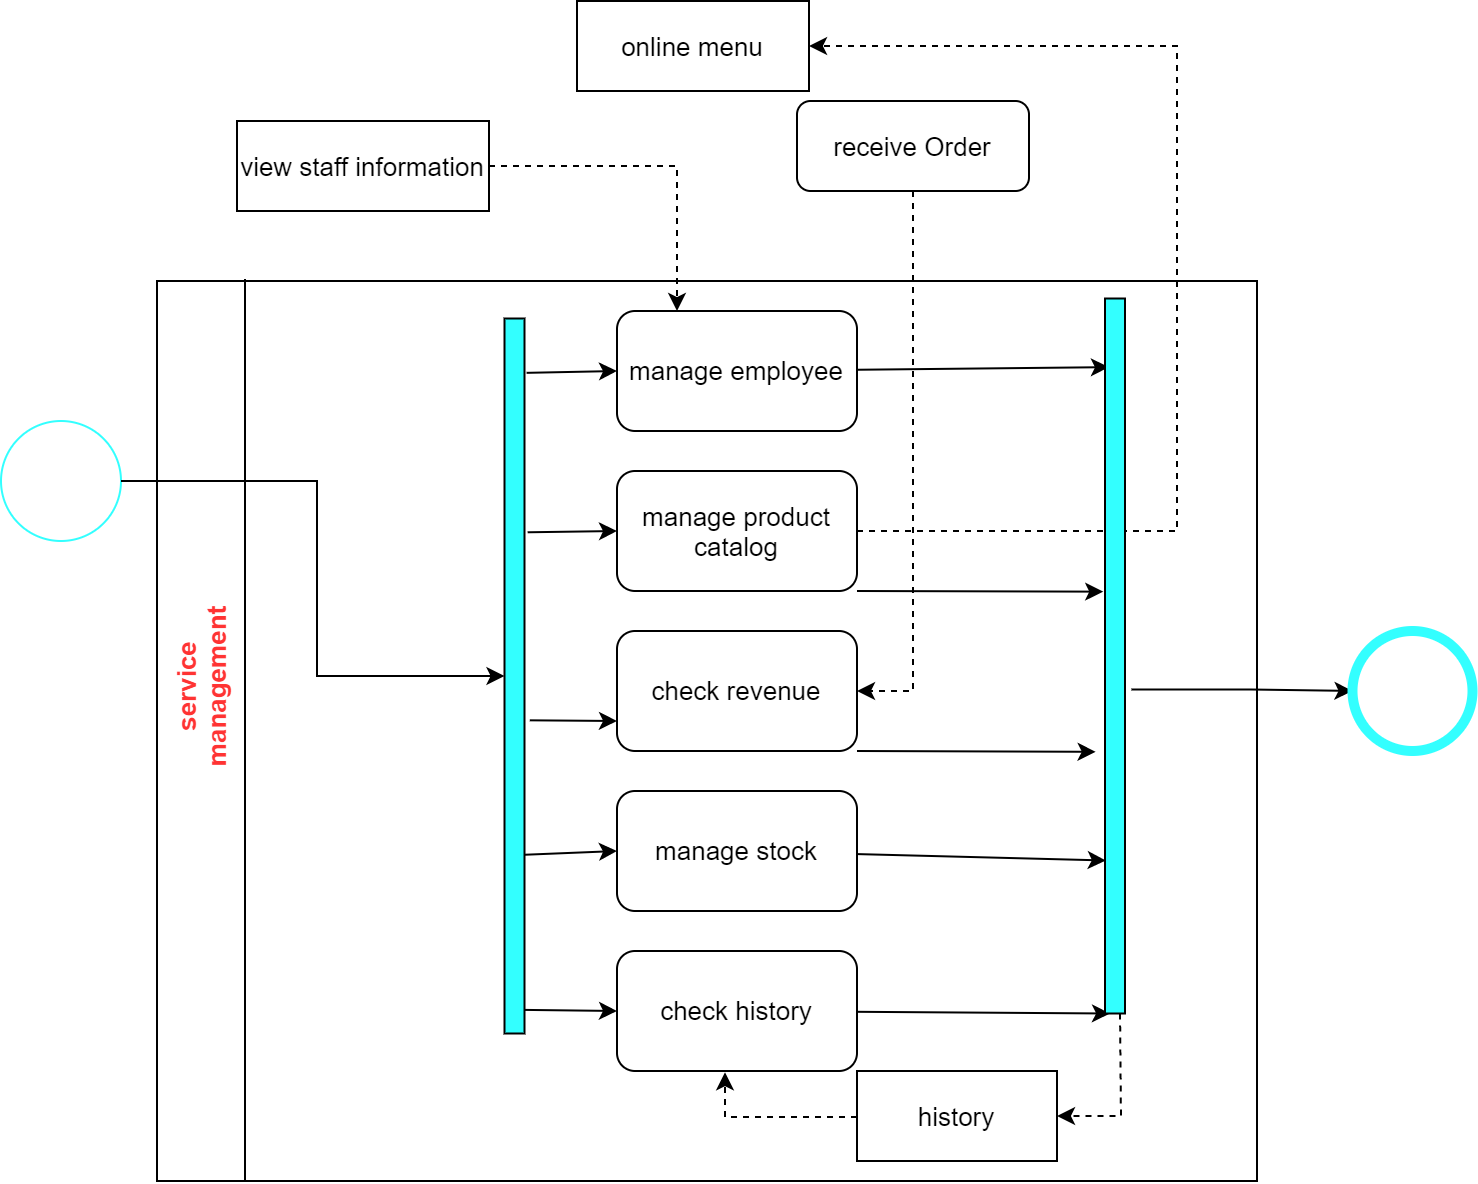 online menu
receive Order
view staff information
manage employee
manage product
catalog
service
management
check revenue
manage stock
check history
history